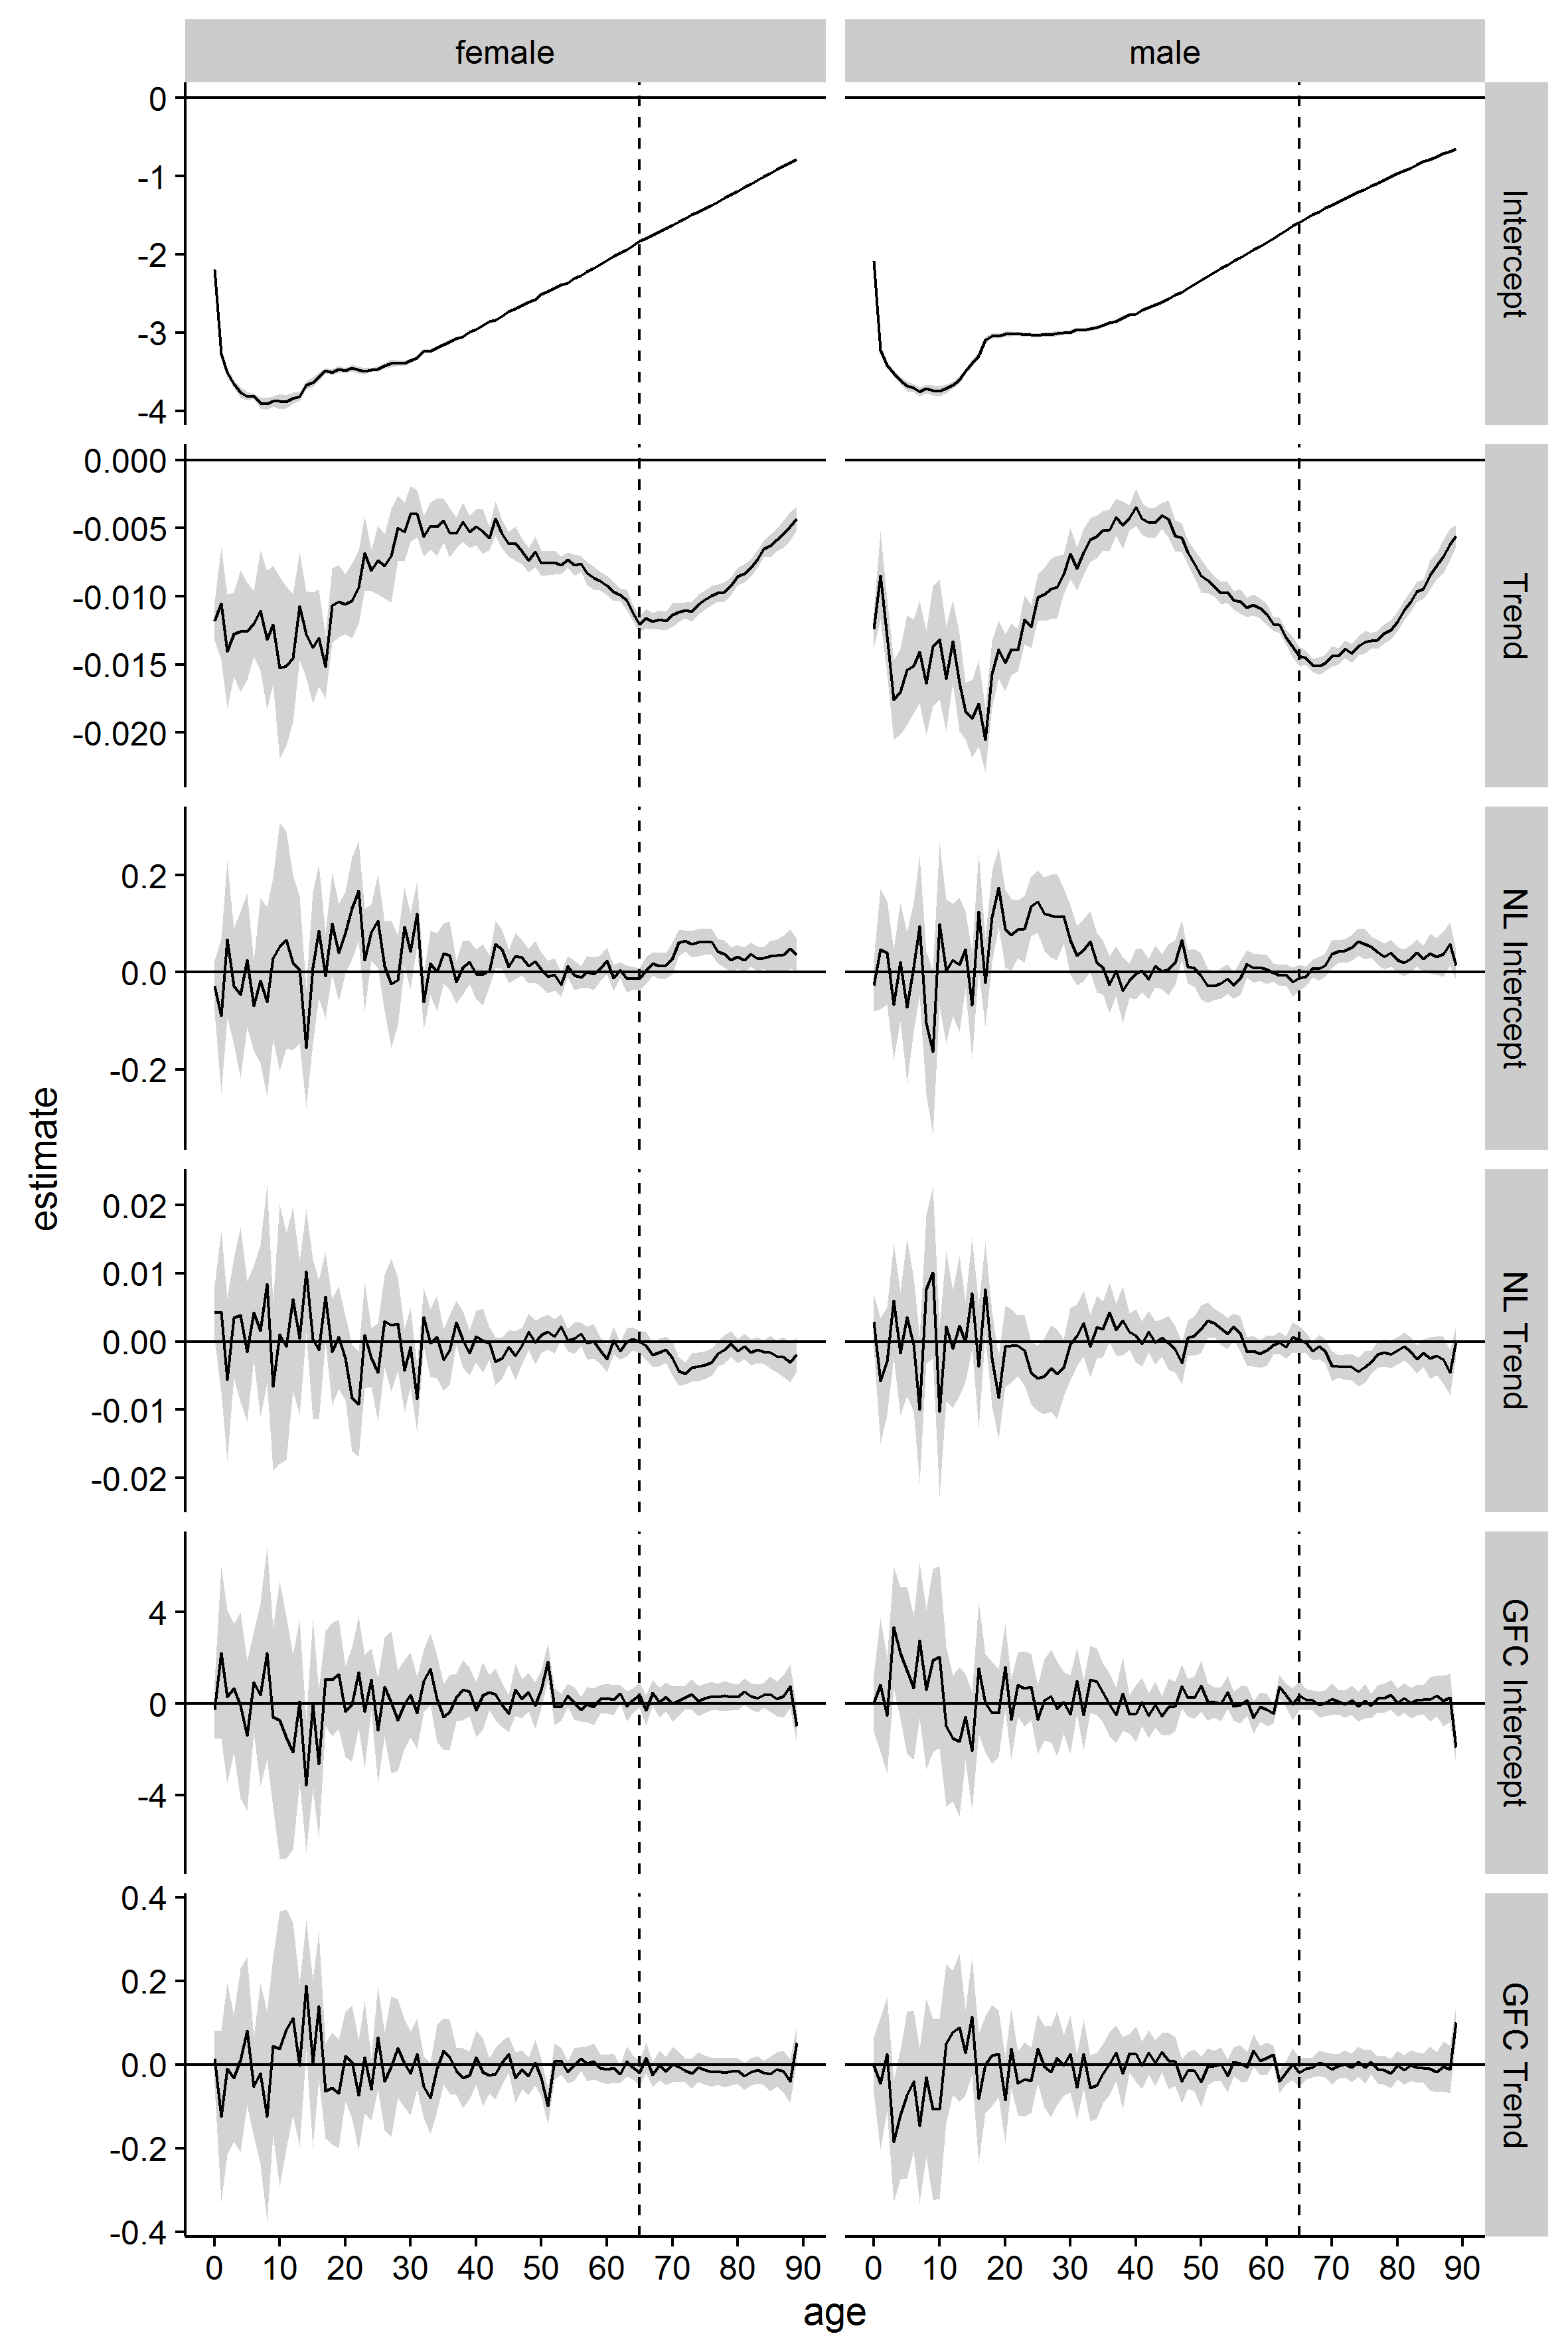 female
male
0
-1
-2
-3
-4
Intercept
0.000
-0.005
-0.010
-0.015
-0.020
Trend
0.2
0.0
-0.2
NL Intercept
0.02
0.01
0.00
-0.01
-0.02
NL Trend
4
0
-4
GFC Intercept
0.4
0.2
0.0
-0.2
-0.4
GFC Trend
estimate
0 10 20 30 40 50 60 70 80 90
0 10 20 30 40 50 60 70 80 90
age